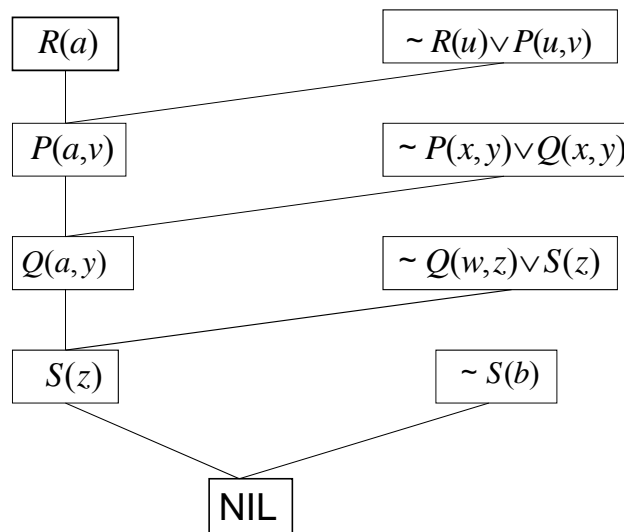 R(a)
~ R(u)∨P(u,v)
P(a,v)
~ P(x,y)∨Q(x,y)
Q(a,y)
~ Q(w,z)∨S(z)
S(z)
~ S(b)
NIL